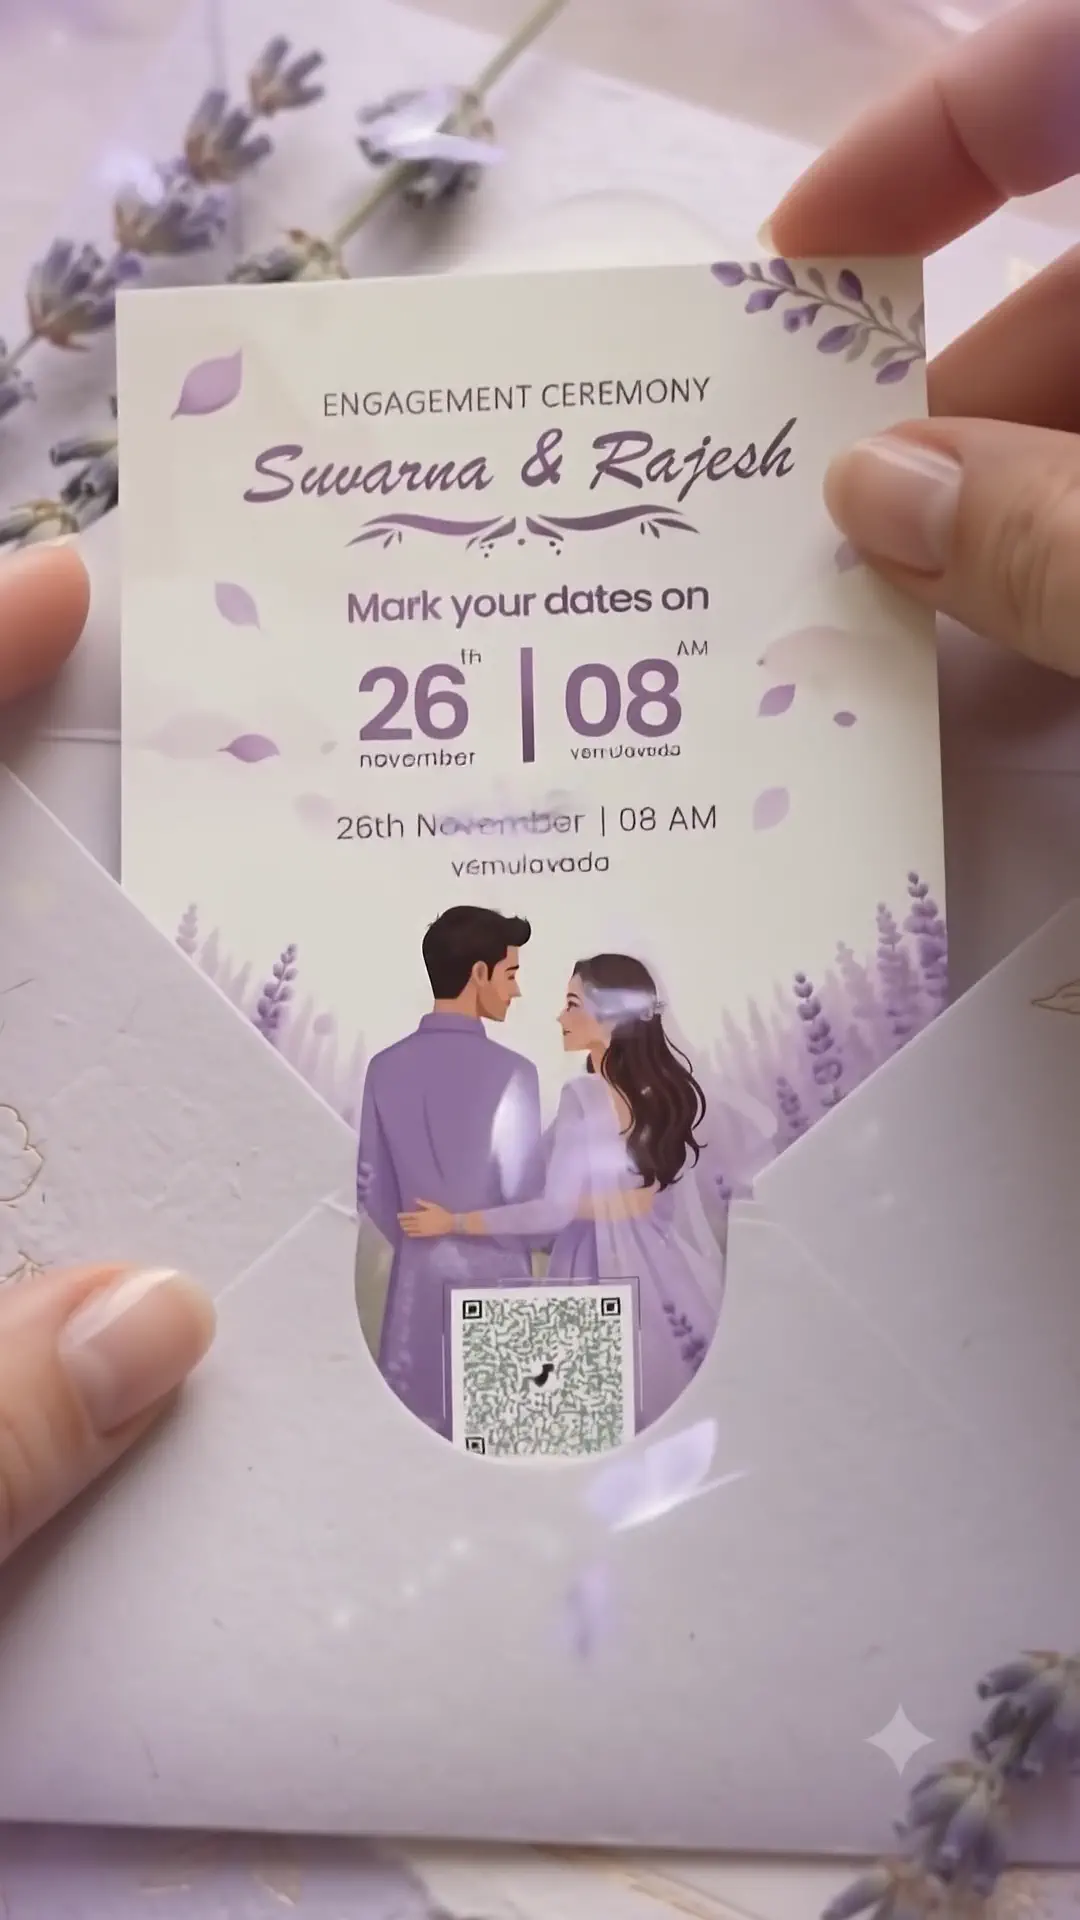 ENGAGEMENT CEREMONY
Suvarna & Rajesh
Mark your dates on
26th | 08 AM
november vemulavada
26th November | 08 AM
vemulavada